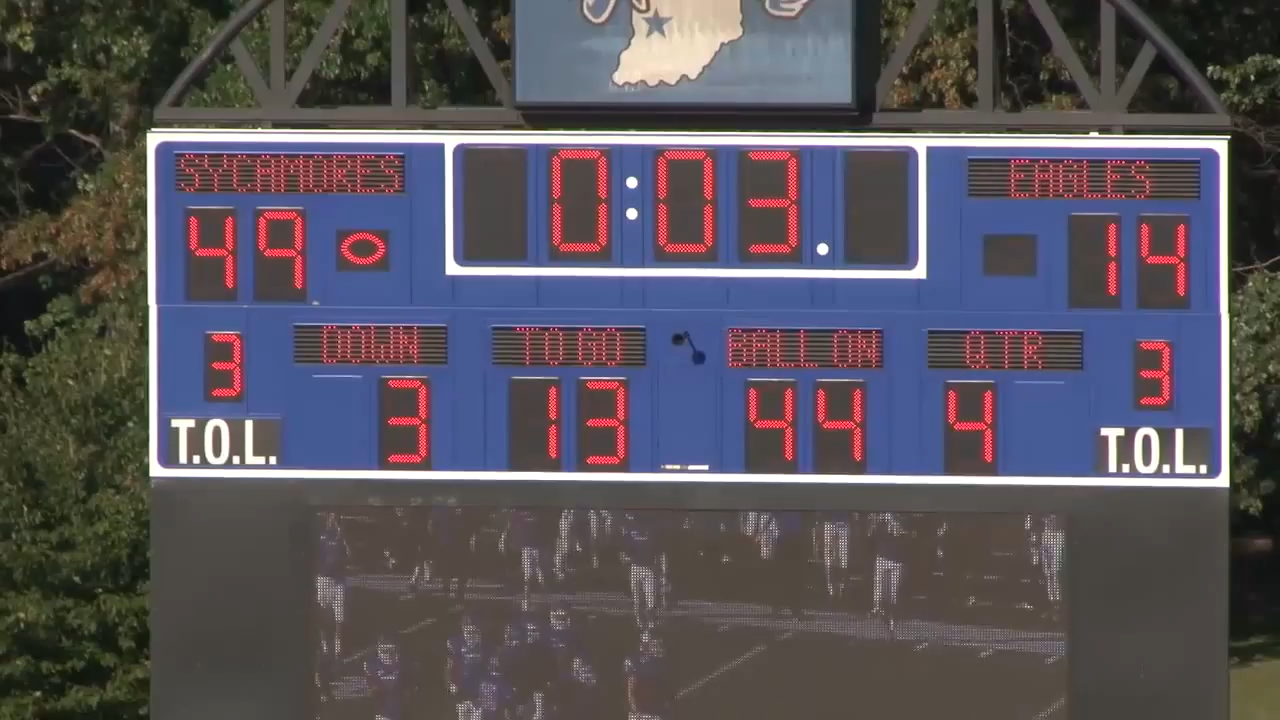 SYCAMORES 0:03. EAGLES
49 14
DOWN TO GO BALL ON QTR
3 3 13 44 4 3
T.O.L. T.O.L.